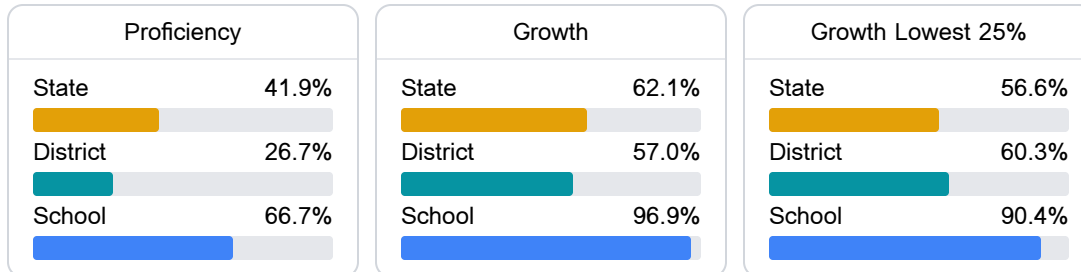 Proficiency
State 41.9%
District 26.7%
School 66.7%
Growth
State 62.1%
District 57.0%
School 96.9%
Growth Lowest 25%
State 56.6%
District 60.3%
School 90.4%